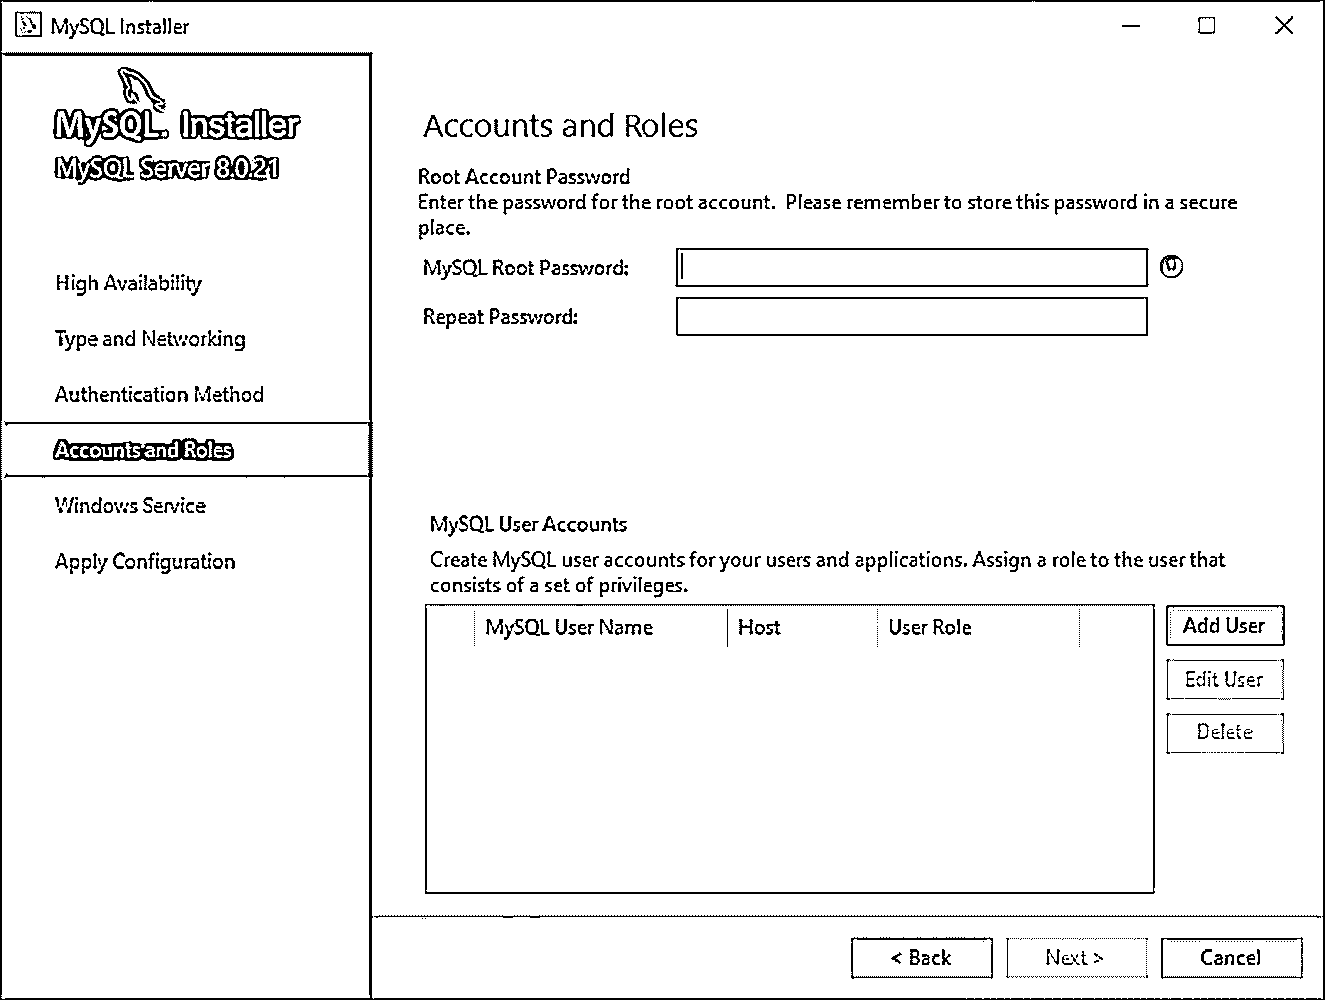 MySQL Installer
MySQL. Installer
MySQL Server 8.0.21
High Availability
Type and Networking
Authentication Method
Accounts and Roles
Windows Service
Apply Configuration
Accounts and Roles
Root Account Password
Enter the password for the root account.  Please remember to store this password in a secure
place.
MySQL Root Password:
Repeat Password:
MySQL User Accounts
Create MySQL user accounts for your users and applications. Assign a role to the user that
consists of a set of privileges.
MySQL User Name Host User Role
Add User
Edit User
Delete
< Back Next > Cancel